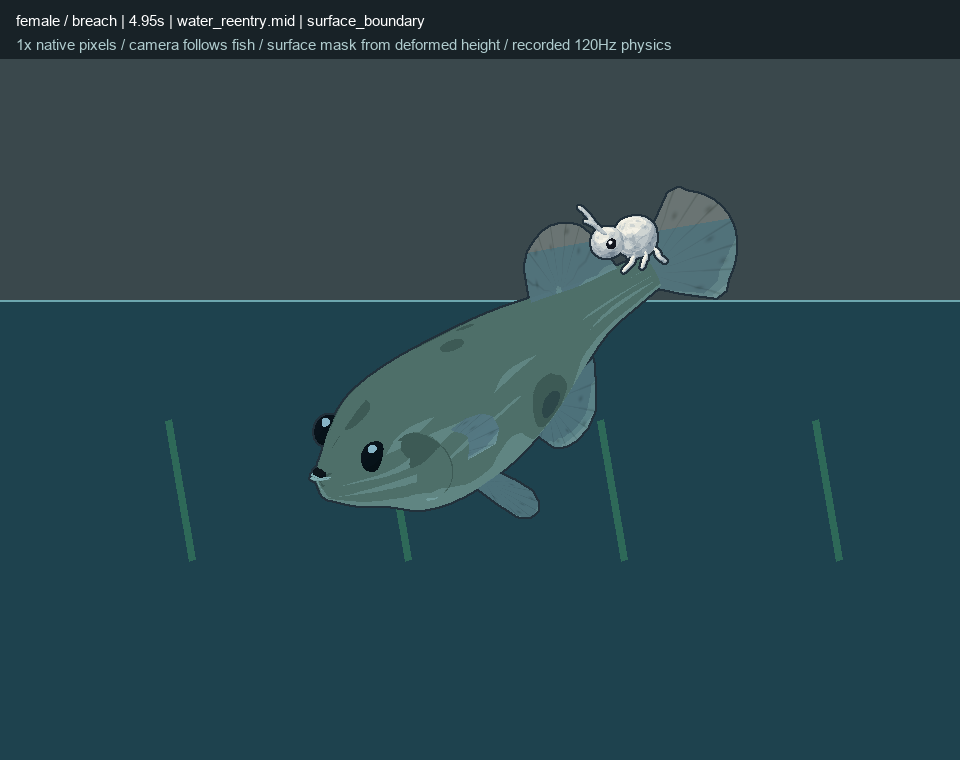 female / breach | 4.95s | water_reentry.mid | surface_boundary
1x native pixels / camera follows fish / surface mask from deformed height / recorded 120Hz physics